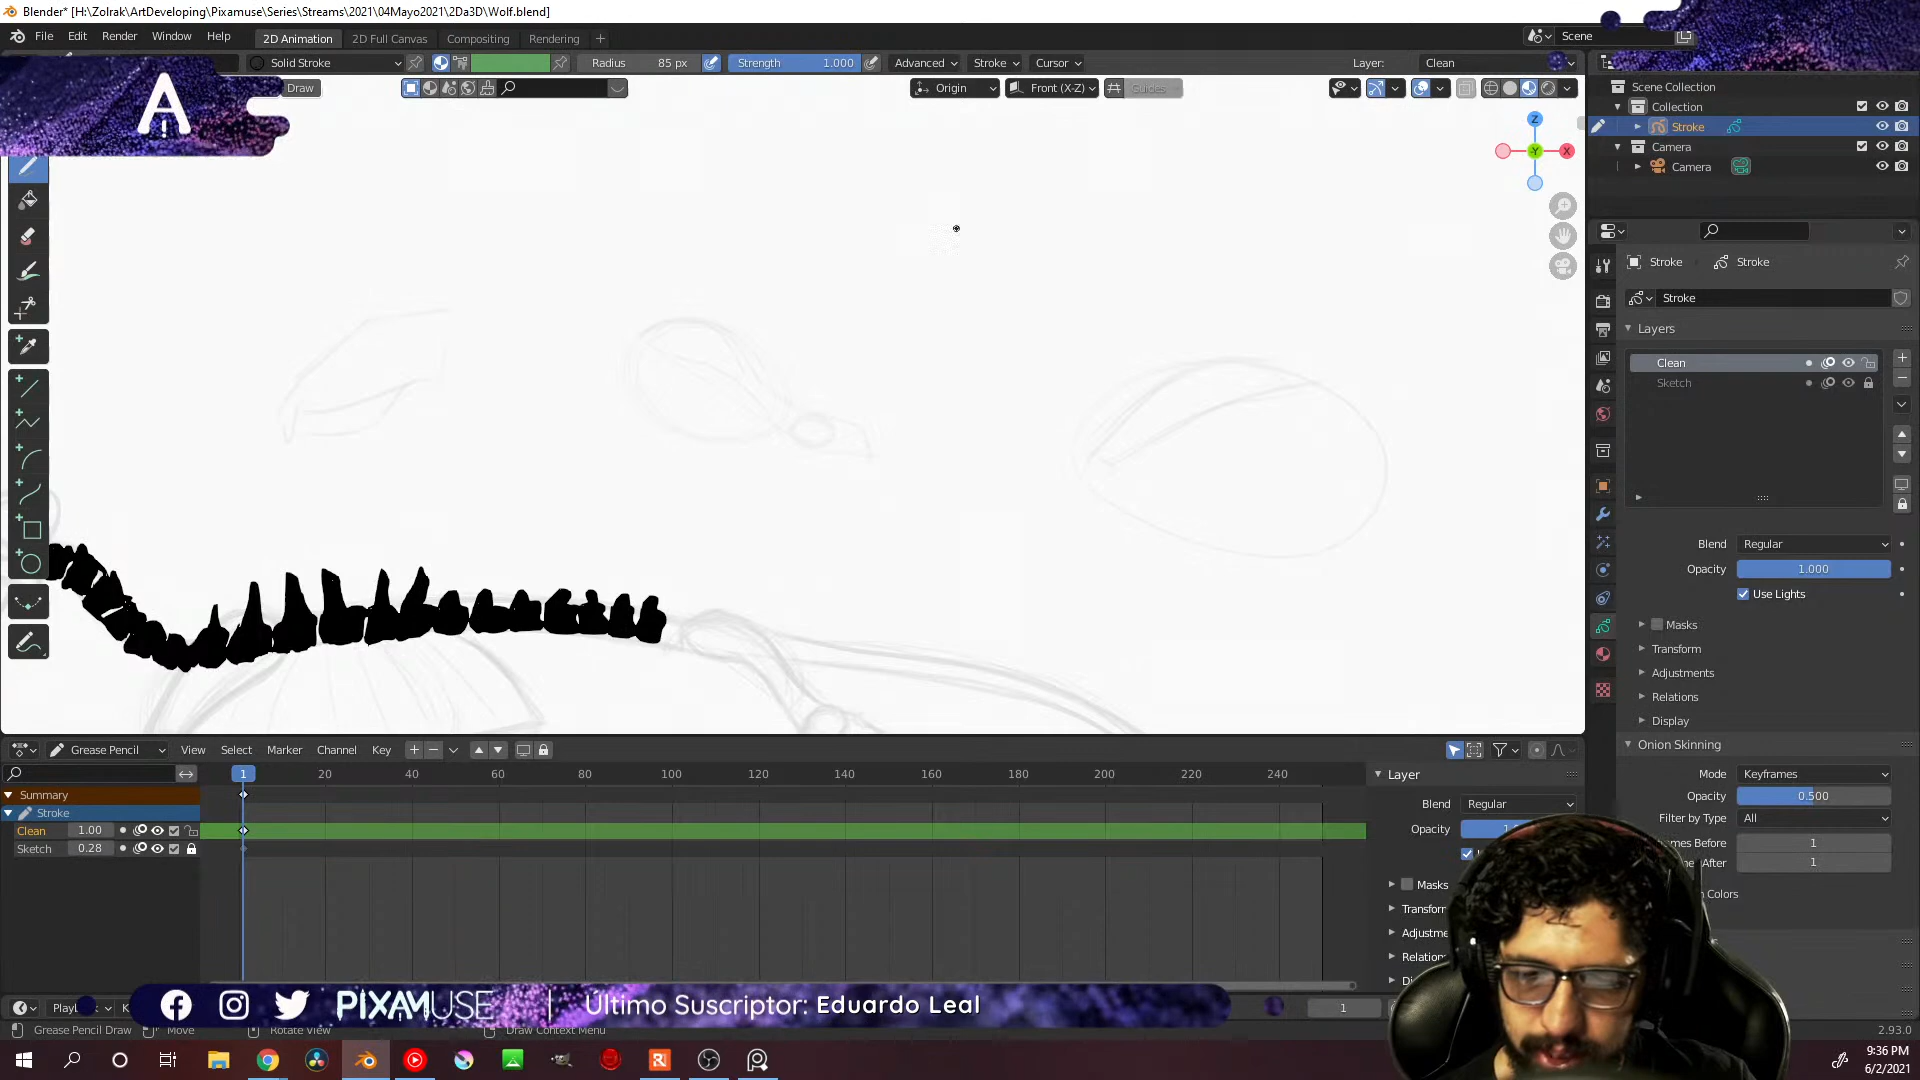 Blender* [H:\Zolrak\ArtDeveloping\Pixamuse\Series\Streams\2021\04Mayo2021\2Da3D\Wolf.blend]
File Edit Render Window Help 2D Animation 2D Full Canvas Compositing Rendering + Scene
Solid Stroke Radius 85 px Strength 1.000 Advanced Stroke Cursor Layer: Clean
Draw Origin Front (X-Z) Guides
A
Z
Y
X
Scene Collection
Collection
Stroke
Camera
Camera
Stroke Stroke
Stroke
Layers
Clean
Sketch
Blend Regular
Opacity 1.000
Use Lights
Masks
Transform
Adjustments
Relations
Display
Onion Skinning
Mode Keyframes
Opacity 0.500
Filter by Type All
Before 1
After 1
Colors
Grease Pencil View Select Marker Channel Key
1 20 40 60 80 100 120 140 160 180 200 220 240
Summary
Stroke
Clean 1.00
Sketch 0.28
Layer
Blend Regular
Opacity
Masks
Transforr
Adjustme
Relation
PIXAMUSE Último Suscriptor: Eduardo Leal
1
Grease Pencil Draw Move Rotate View Draw Context Menu
2.93.0
9:36 PM
6/2/2021